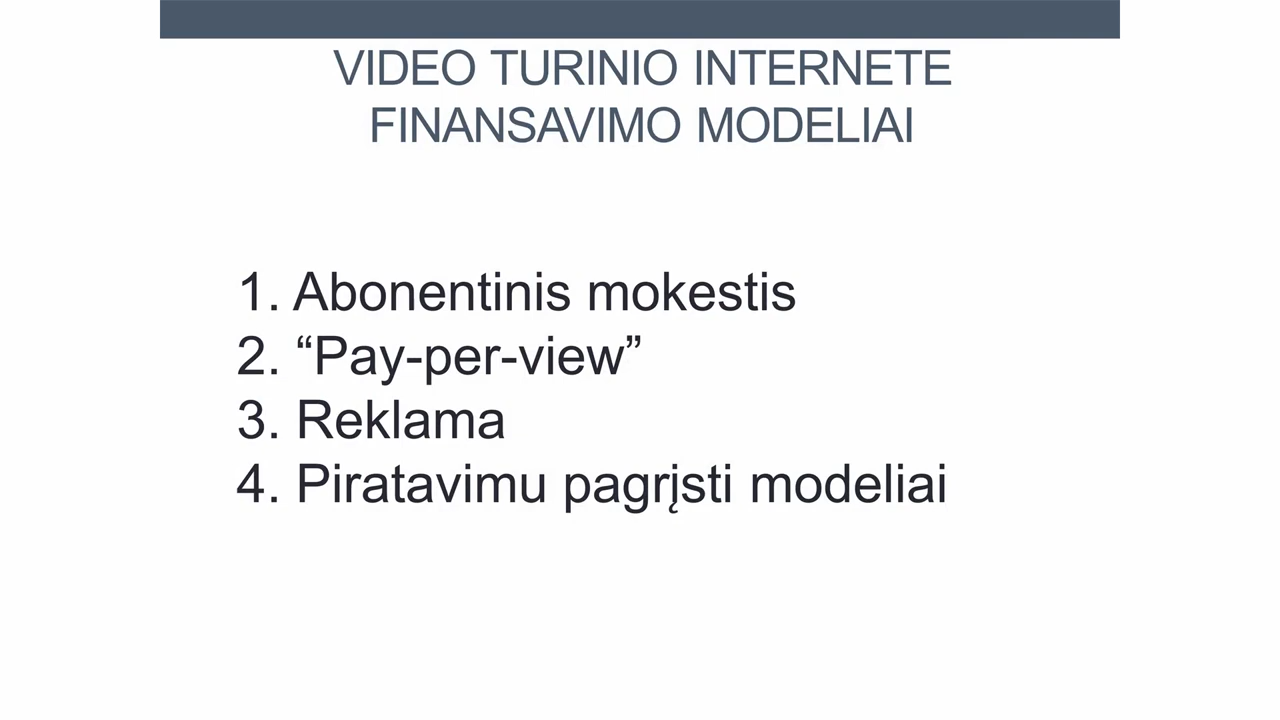 VIDEO TURINIO INTERNETE
FINANSAVIMO MODELIAI
1. Abonentinis mokestis
2. “Pay-per-view”
3. Reklama
4. Piratavimu pagrįsti modeliai